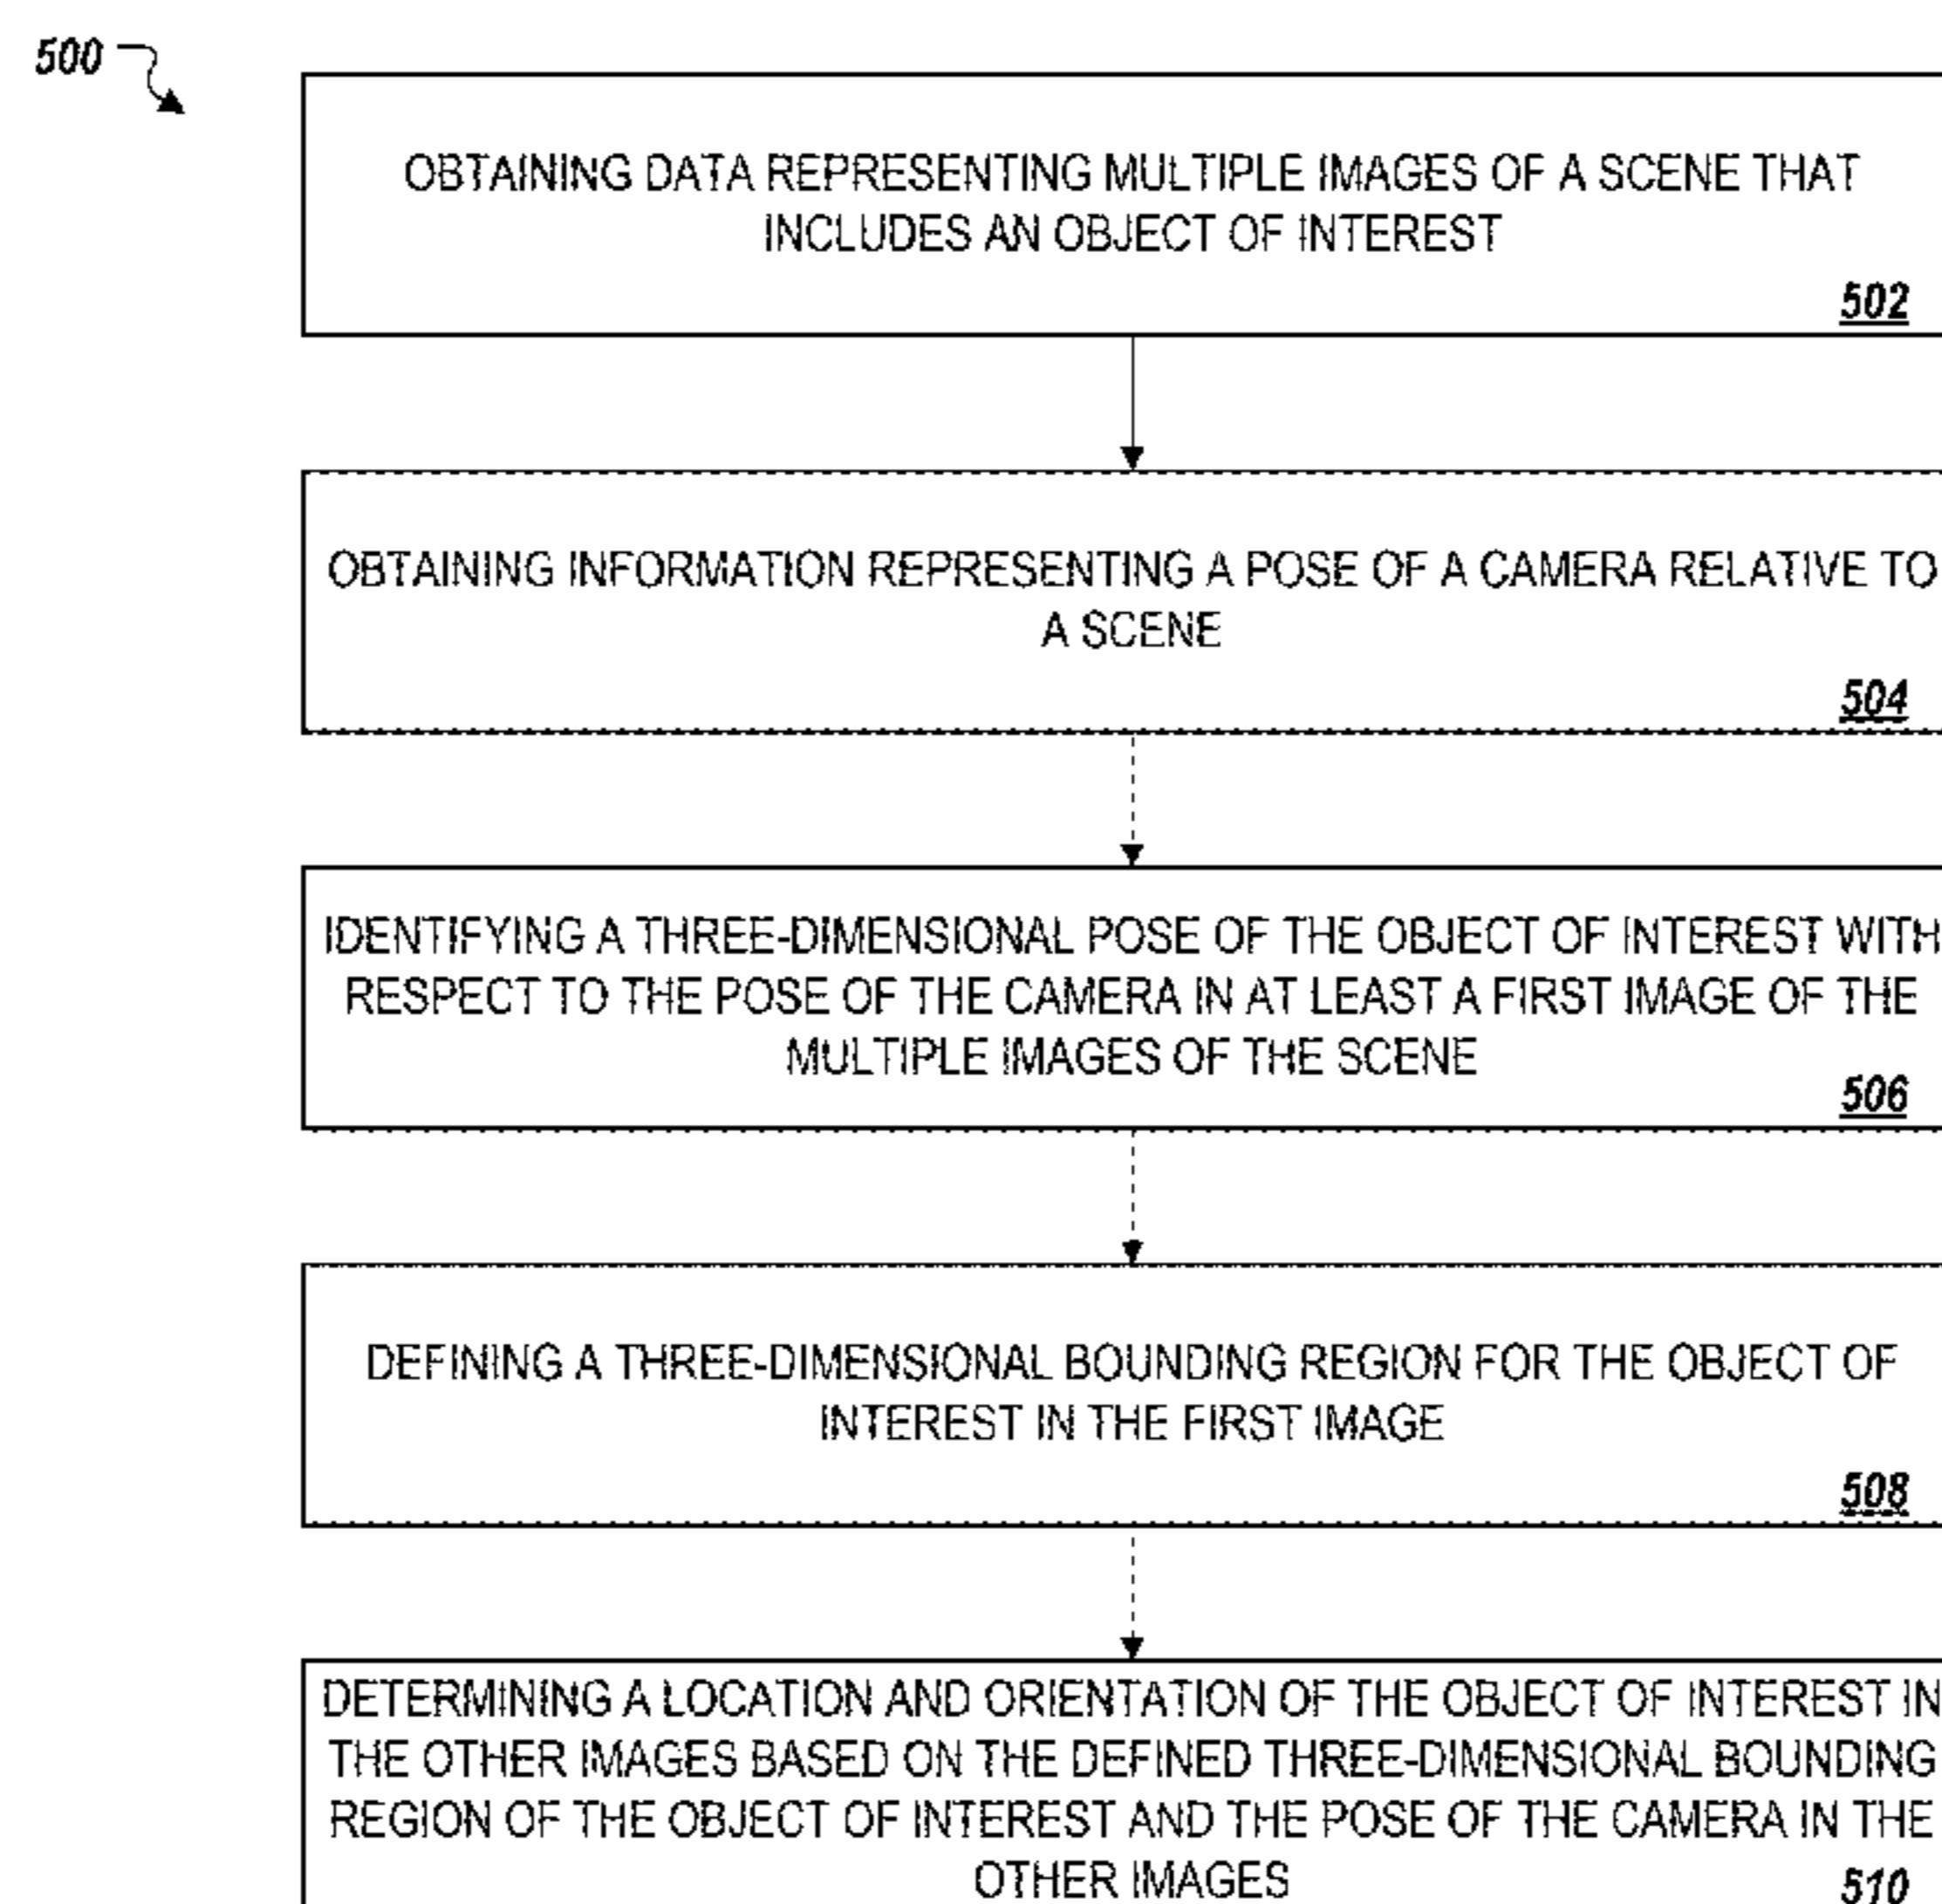 500
OBTAINING DATA REPRESENTING MULTIPLE IMAGES OF A SCENE THAT
INCLUDES AN OBJECT OF INTEREST
502
OBTAINING INFORMATION REPRESENTING A POSE OF A CAMERA RELATIVE TO
A SCENE
504
IDENTIFYING A THREE-DIMENSIONAL POSE OF THE OBJECT OF INTEREST WITH
RESPECT TO THE POSE OF THE CAMERA IN AT LEAST A FIRST IMAGE OF THE
MULTIPLE IMAGES OF THE SCENE
506
DEFINING A THREE-DIMENSIONAL BOUNDING REGION FOR THE OBJECT OF
INTEREST IN THE FIRST IMAGE
508
DETERMINING A LOCATION AND ORIENTATION OF THE OBJECT OF INTEREST IN
THE OTHER IMAGES BASED ON THE DEFINED THREE-DIMENSIONAL BOUNDING
REGION OF THE OBJECT OF INTEREST AND THE POSE OF THE CAMERA IN THE
OTHER IMAGES
510